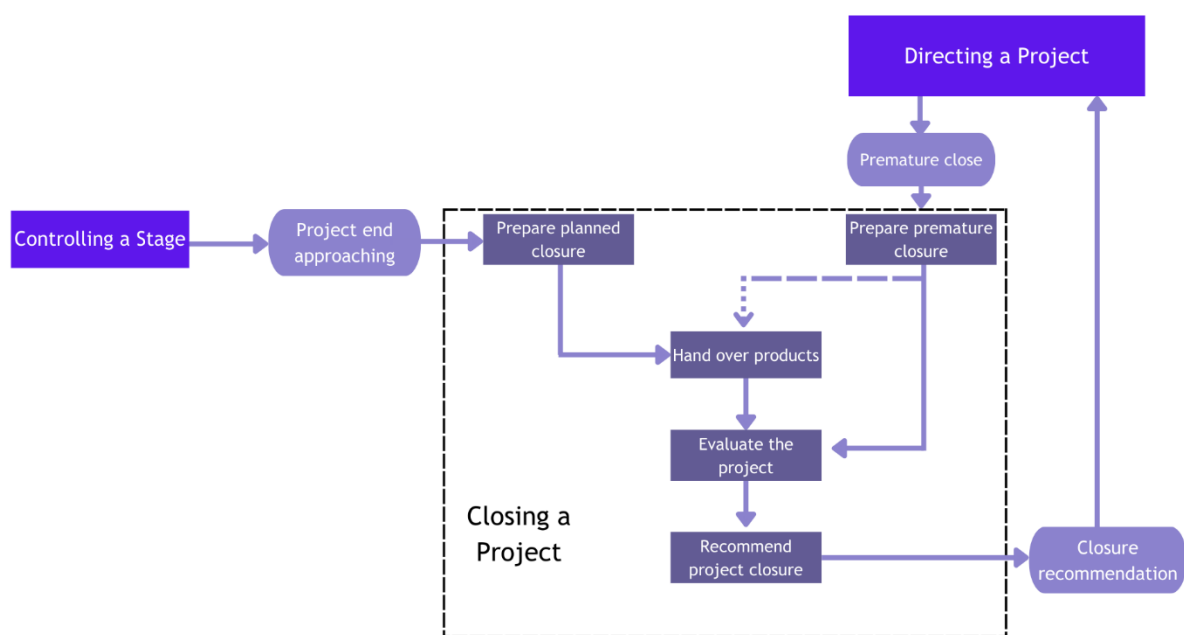 Directing a Project
Premature close
Controlling a Stage
Project end
approaching
Prepare planned
closure
Prepare premature
closure
Hand over products
Evaluate the
project
Closing a
Project
Recommend
project closure
Closure
recommendation